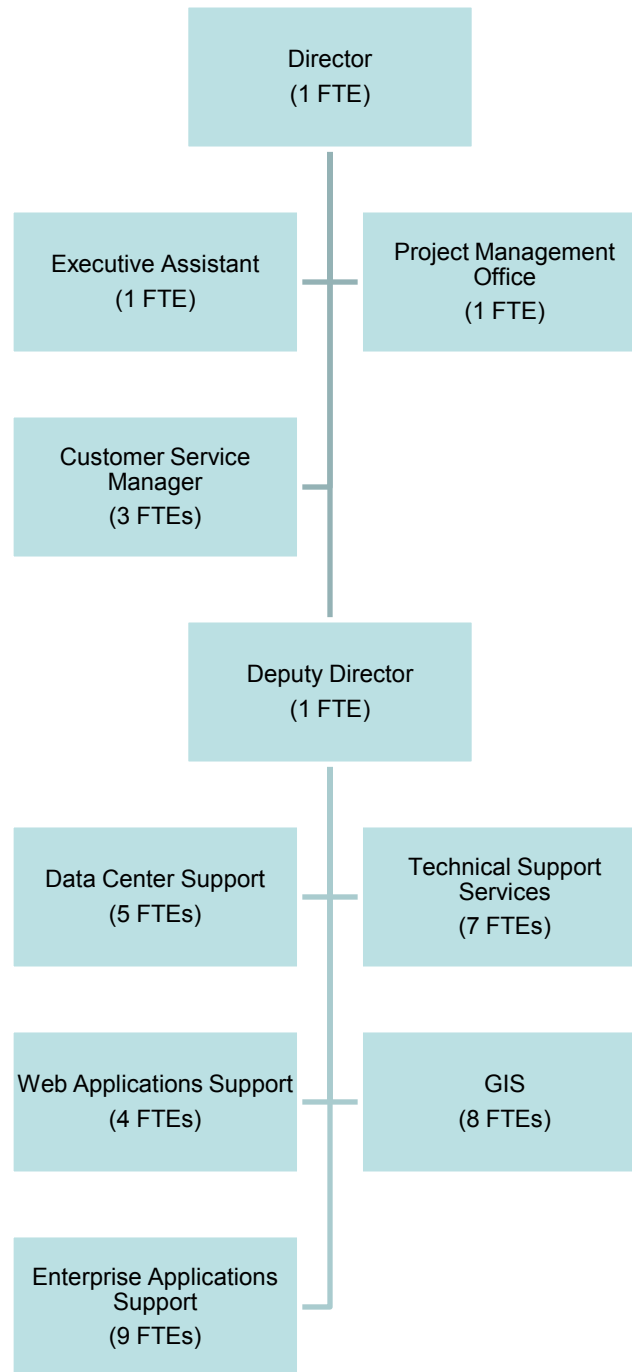 Director
(1 FTE)
Executive Assistant
(1 FTE)
Project Management
Office
(1 FTE)
Customer Service
Manager
(3 FTEs)
Deputy Director
(1 FTE)
Data Center Support
(5 FTEs)
Technical Support
Services
(7 FTEs)
Web Applications Support
(4 FTEs)
GIS
(8 FTEs)
Enterprise Applications
Support
(9 FTEs)